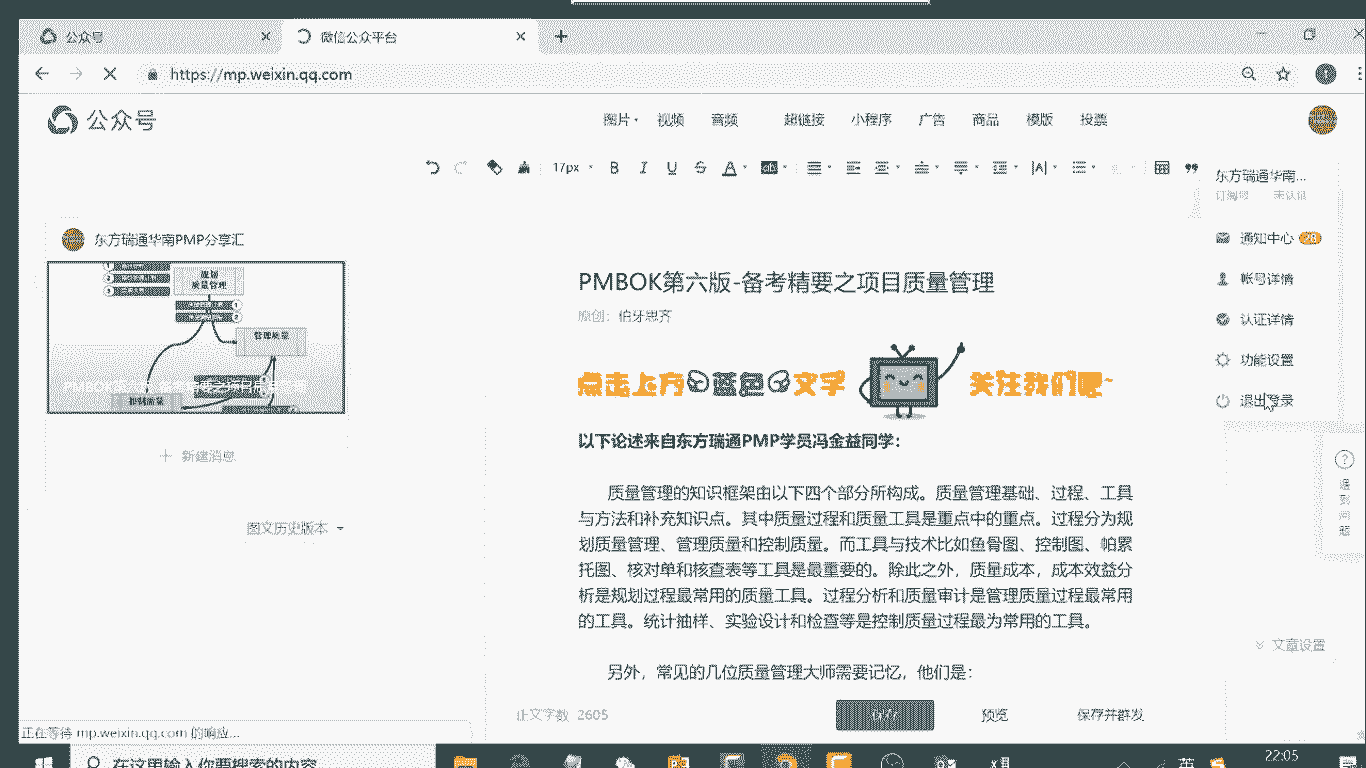 公众号
微信公众平台
https://mp.weixin.qq.com
公众号
图片 视频 音频 超链接 小程序 广告 商品 模版 投票
17px
东方瑞通华南...
订阅号 未认证
东方瑞通华南PMP分享汇
通知中心
帐号详情
认证详情
功能设置
退出登录
规划
质量管理
管理质量
控制质量
新建消息
图文历史版本
PMBOK第六版-备考精要之项目质量管理
原创: 伯牙思齐
点击上方蓝色文字 关注我们吧~
以下论述来自东方瑞通PMP学员冯金益同学：
质量管理的知识框架由以下四个部分所构成。质量管理基础、过程、工具
与方法和补充知识点。其中质量过程和质量工具是重点中的重点。过程分为规
划质量管理、管理质量和控制质量。而工具与技术比如鱼骨图、控制图、帕累
托图、核对单和核查表等工具是最重要的。除此之外，质量成本，成本效益分
析是规划过程最常用的质量工具。过程分析和质量审计是管理质量过程最常用
的工具。统计抽样、实验设计和检查等是控制质量过程最为常用的工具。
另外，常见的几位质量管理大师需要记忆，他们是：
遇到问题
文章设置
正文字数 2605
保存
预览
保存并群发
正在等待 mp.weixin.qq.com 的响应...
在这里输入你要搜索的内容
英
22:05